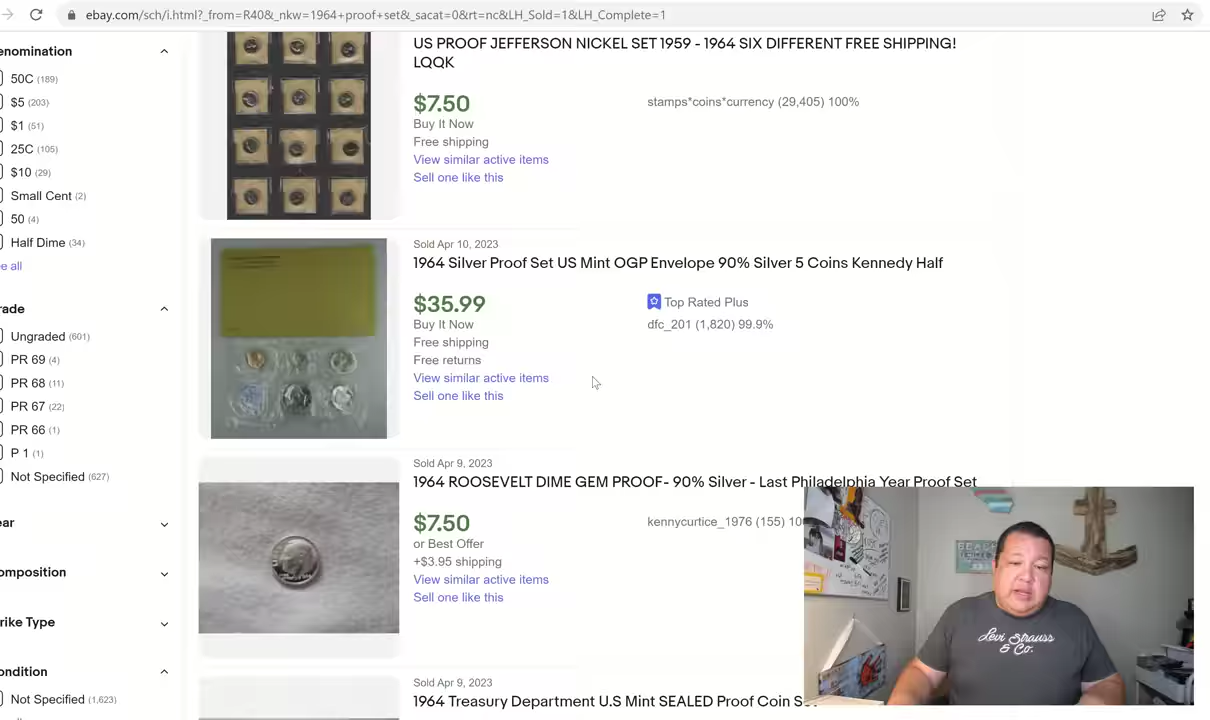 ebay.com/sch/i.html?_from=R40&_nkw=1964+proof+set&_sacat=0&rt=nc&LH_Sold=1&LH_Complete=1
enomination
50C (189)
$5 (203)
$1 (51)
25C (105)
$10 (29)
Small Cent (2)
50 (4)
Half Dime (34)
e all
rade
Ungraded (601)
PR 69 (4)
PR 68 (11)
PR 67 (22)
PR 66 (1)
P 1 (1)
Not Specified (627)
ear
omposition
rike Type
ondition
Not Specified (1,623)
US PROOF JEFFERSON NICKEL SET 1959 - 1964 SIX DIFFERENT FREE SHIPPING!
LQQK
$7.50
stamps*coins*currency (29,405) 100%
Buy It Now
Free shipping
View similar active items
Sell one like this
Sold Apr 10, 2023
1964 Silver Proof Set US Mint OGP Envelope 90% Silver 5 Coins Kennedy Half
$35.99
Top Rated Plus
Buy It Now
dfc_201 (1,820) 99.9%
Free shipping
Free returns
View similar active items
Sell one like this
Sold Apr 9, 2023
1964 ROOSEVELT DIME GEM PROOF- 90% Silver - Last Philadelphia Year Proof Set
$7.50
kennycurtice_1976 (155) 10
or Best Offer
+$3.95 shipping
View similar active items
Sell one like this
Sold Apr 9, 2023
1964 Treasury Department U.S Mint SEALED Proof Coin S
Levi Strauss
& Co.